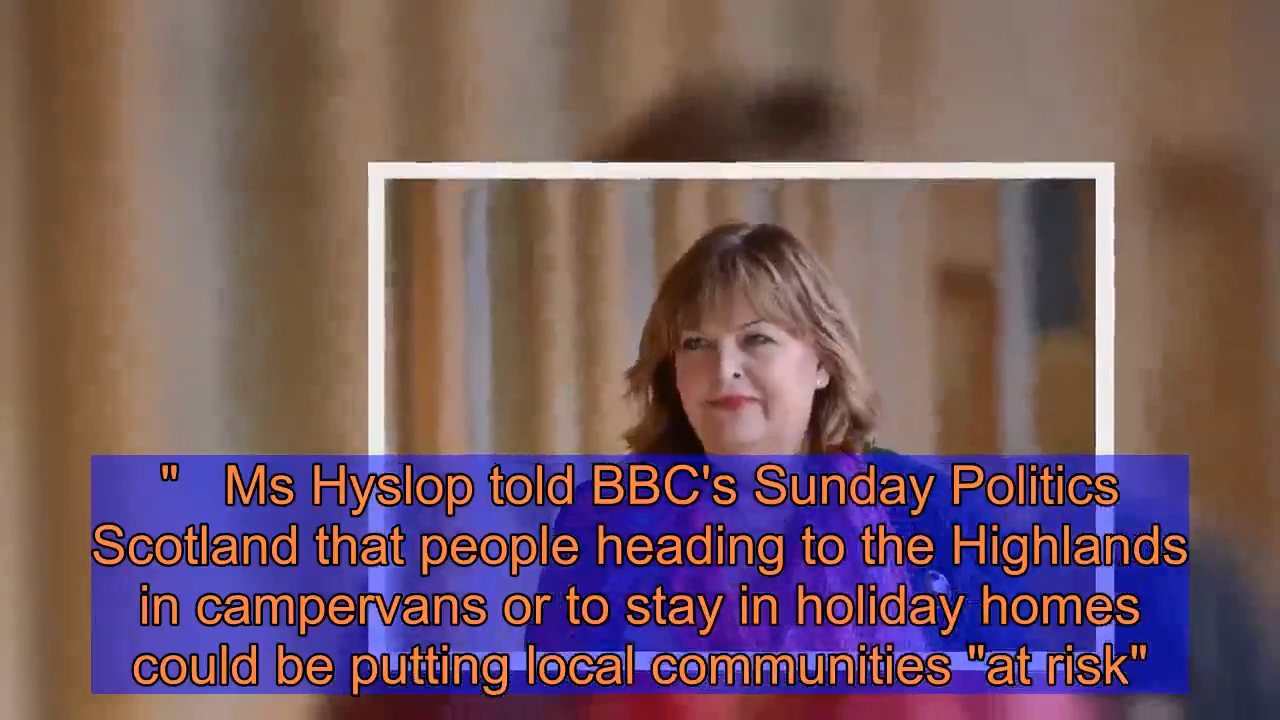 " Ms Hyslop told BBC's Sunday Politics
Scotland that people heading to the Highlands
in campervans or to stay in holiday homes
could be putting local communities "at risk"